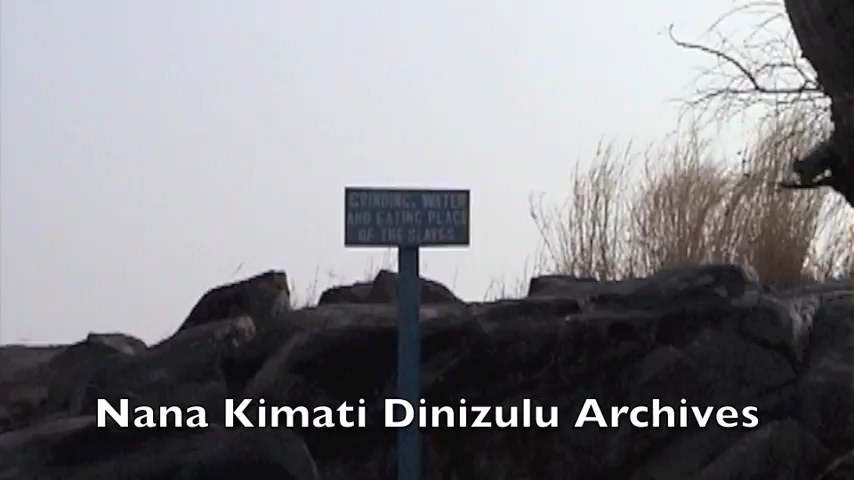 GRINDING, WATER
AND EATING PLACE
OF THE SLAVES
Nana Kimati Dinizulu Archives